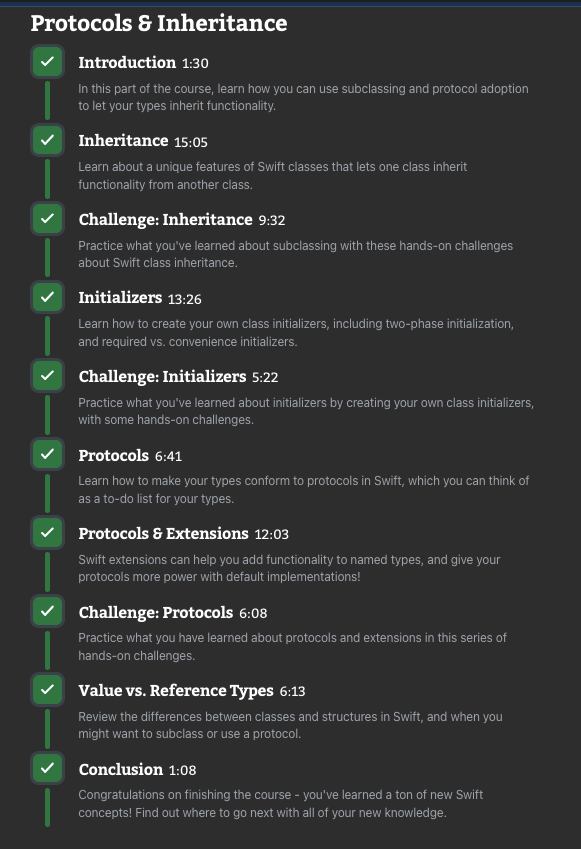 Protocols & Inheritance
Introduction 1:30
In this part of the course, learn how you can use subclassing and protocol adoption
to let your types inherit functionality.
Inheritance 15:05
Learn about a unique features of Swift classes that lets one class inherit
functionality from another class.
Challenge: Inheritance 9:32
Practice what you've learned about subclassing with these hands-on challenges
about Swift class inheritance.
Initializers 13:26
Learn how to create your own class initializers, including two-phase initialization,
and required vs. convenience initializers.
Challenge: Initializers 5:22
Practice what you've learned about initializers by creating your own class initializers,
with some hands-on challenges.
Protocols 6:41
Learn how to make your types conform to protocols in Swift, which you can think of
as a to-do list for your types.
Protocols & Extensions 12:03
Swift extensions can help you add functionality to named types, and give your
protocols more power with default implementations!
Challenge: Protocols 6:08
Practice what you have learned about protocols and extensions in this series of
hands-on challenges.
Value vs. Reference Types 6:13
Review the differences between classes and structures in Swift, and when you
might want to subclass or use a protocol.
Conclusion 1:08
Congratulations on finishing the course - you've learned a ton of new Swift
concepts! Find out where to go next with all of your new knowledge.